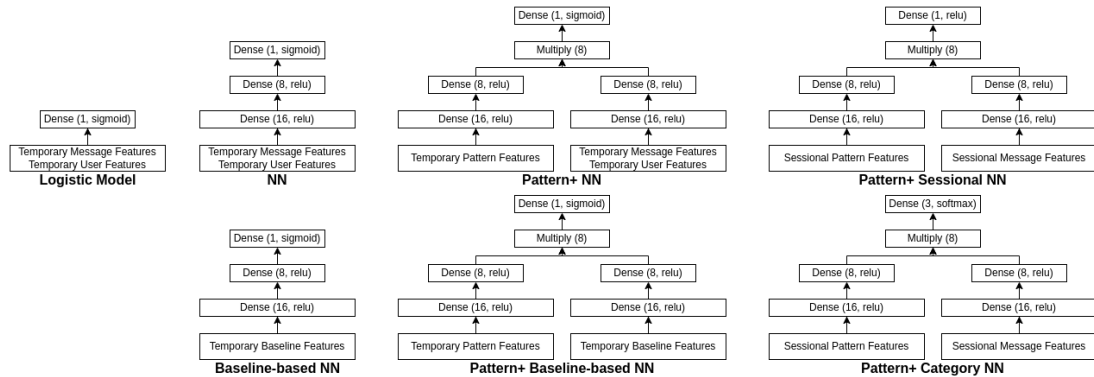 Dense (1, sigmoid)
Temporary Message Features
Temporary User Features
Logistic Model
Dense (1, sigmoid)
Dense (8, relu)
Dense (16, relu)
Temporary Message Features
Temporary User Features
NN
Dense (1, sigmoid)
Multiply (8)
Dense (8, relu)
Dense (8, relu)
Dense (16, relu)
Dense (16, relu)
Temporary Pattern Features
Temporary Message Features
Temporary User Features
Pattern+ NN
Dense (1, relu)
Multiply (8)
Dense (8, relu)
Dense (8, relu)
Dense (16, relu)
Dense (16, relu)
Sessional Pattern Features
Sessional Message Features
Pattern+ Sessional NN
Dense (1, sigmoid)
Dense (8, relu)
Dense (16, relu)
Temporary Baseline Features
Baseline-based NN
Dense (1, sigmoid)
Multiply (8)
Dense (8, relu)
Dense (8, relu)
Dense (16, relu)
Dense (16, relu)
Temporary Pattern Features
Temporary Baseline Features
Pattern+ Baseline-based NN
Dense (3, softmax)
Multiply (8)
Dense (8, relu)
Dense (8, relu)
Dense (16, relu)
Dense (16, relu)
Sessional Pattern Features
Sessional Message Features
Pattern+ Category NN